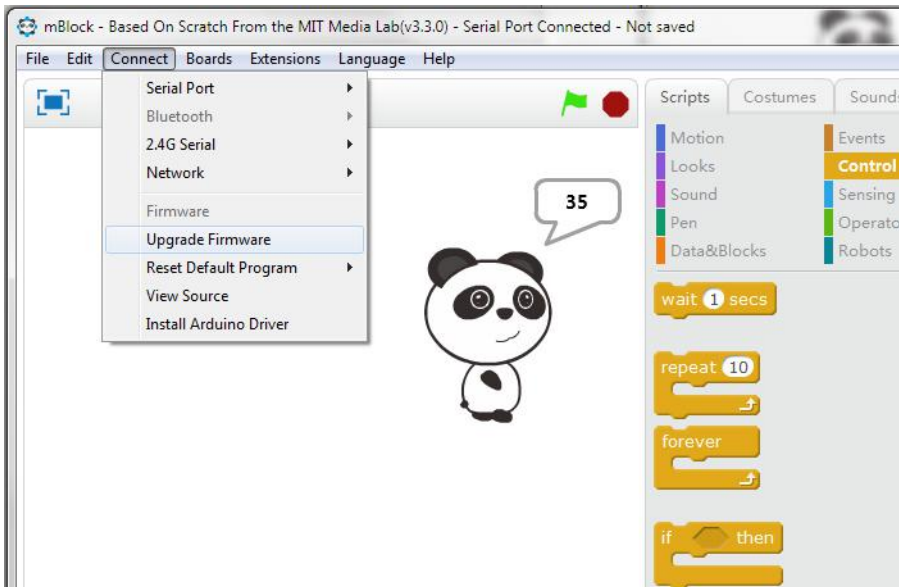 mBlock - Based On Scratch From the MIT Media Lab(v3.3.0) - Serial Port Connected - Not saved
File Edit Connect Boards Extensions Language Help
Serial Port
Bluetooth
2.4G Serial
Network
Firmware
Upgrade Firmware
Reset Default Program
View Source
Install Arduino Driver
35
Scripts Costumes Sounds
Motion Events
Looks Control
Sound Sensing
Pen Operato
Data&Blocks Robots
wait 1 secs
repeat 10
forever
if then